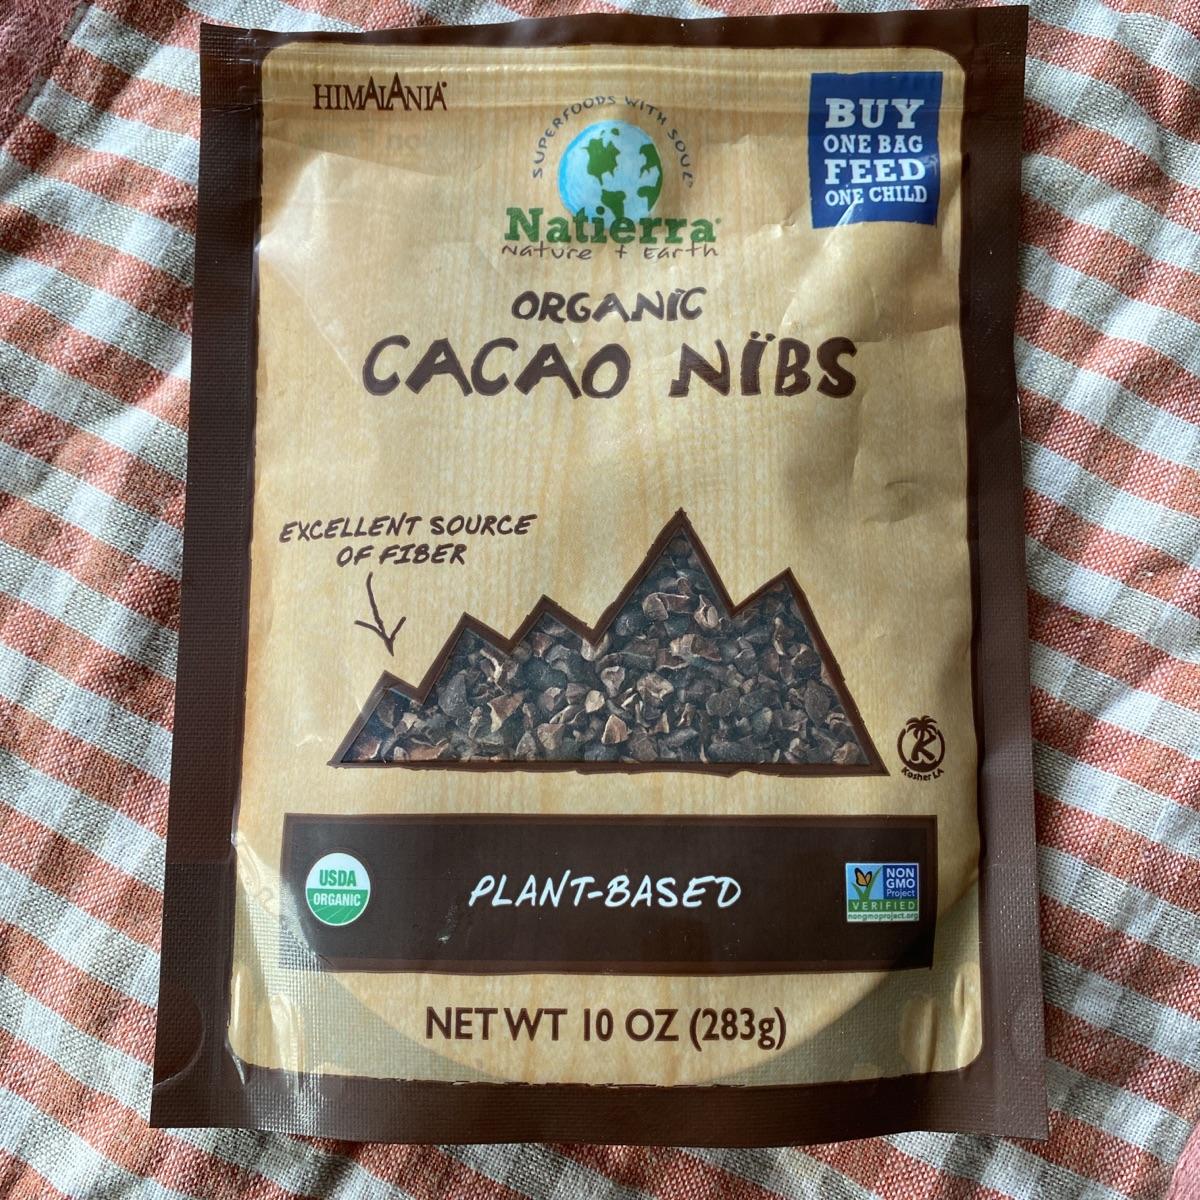 HIMALANIA®
SUPERFOODS WITH SOUL®
Natierra®
Nature + Earth
BUY
ONE BAG
FEED
ONE CHILD
ORGANIC
CACAO NÏBS
EXCELLENT SOURCE
OF FIBER
K
Kosher LA
USDA
ORGANIC
PLANT-BASED
NON
GMO
Project
VERIFIED
nongmoproject.org
NET WT 10 OZ (283g)